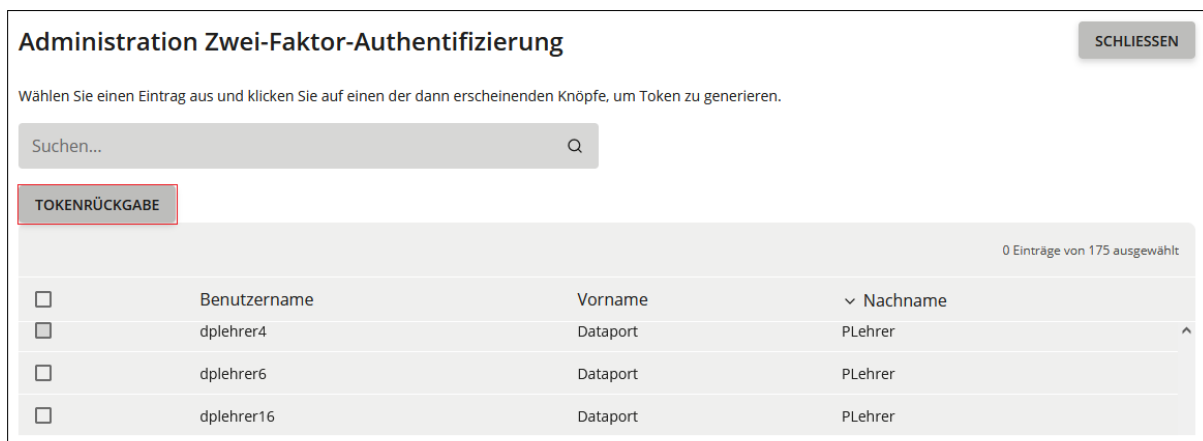 Administration Zwei-Faktor-Authentifizierung
SCHLIESSEN
Wählen Sie einen Eintrag aus und klicken Sie auf einen der dann erscheinenden Knöpfe, um Token zu generieren.
Suchen...
TOKENRÜCKGABE
0 Einträge von 175 ausgewählt
Benutzername Vorname Nachname
dplehrer4 Dataport PLehrer
dplehrer6 Dataport PLehrer
dplehrer16 Dataport PLehrer